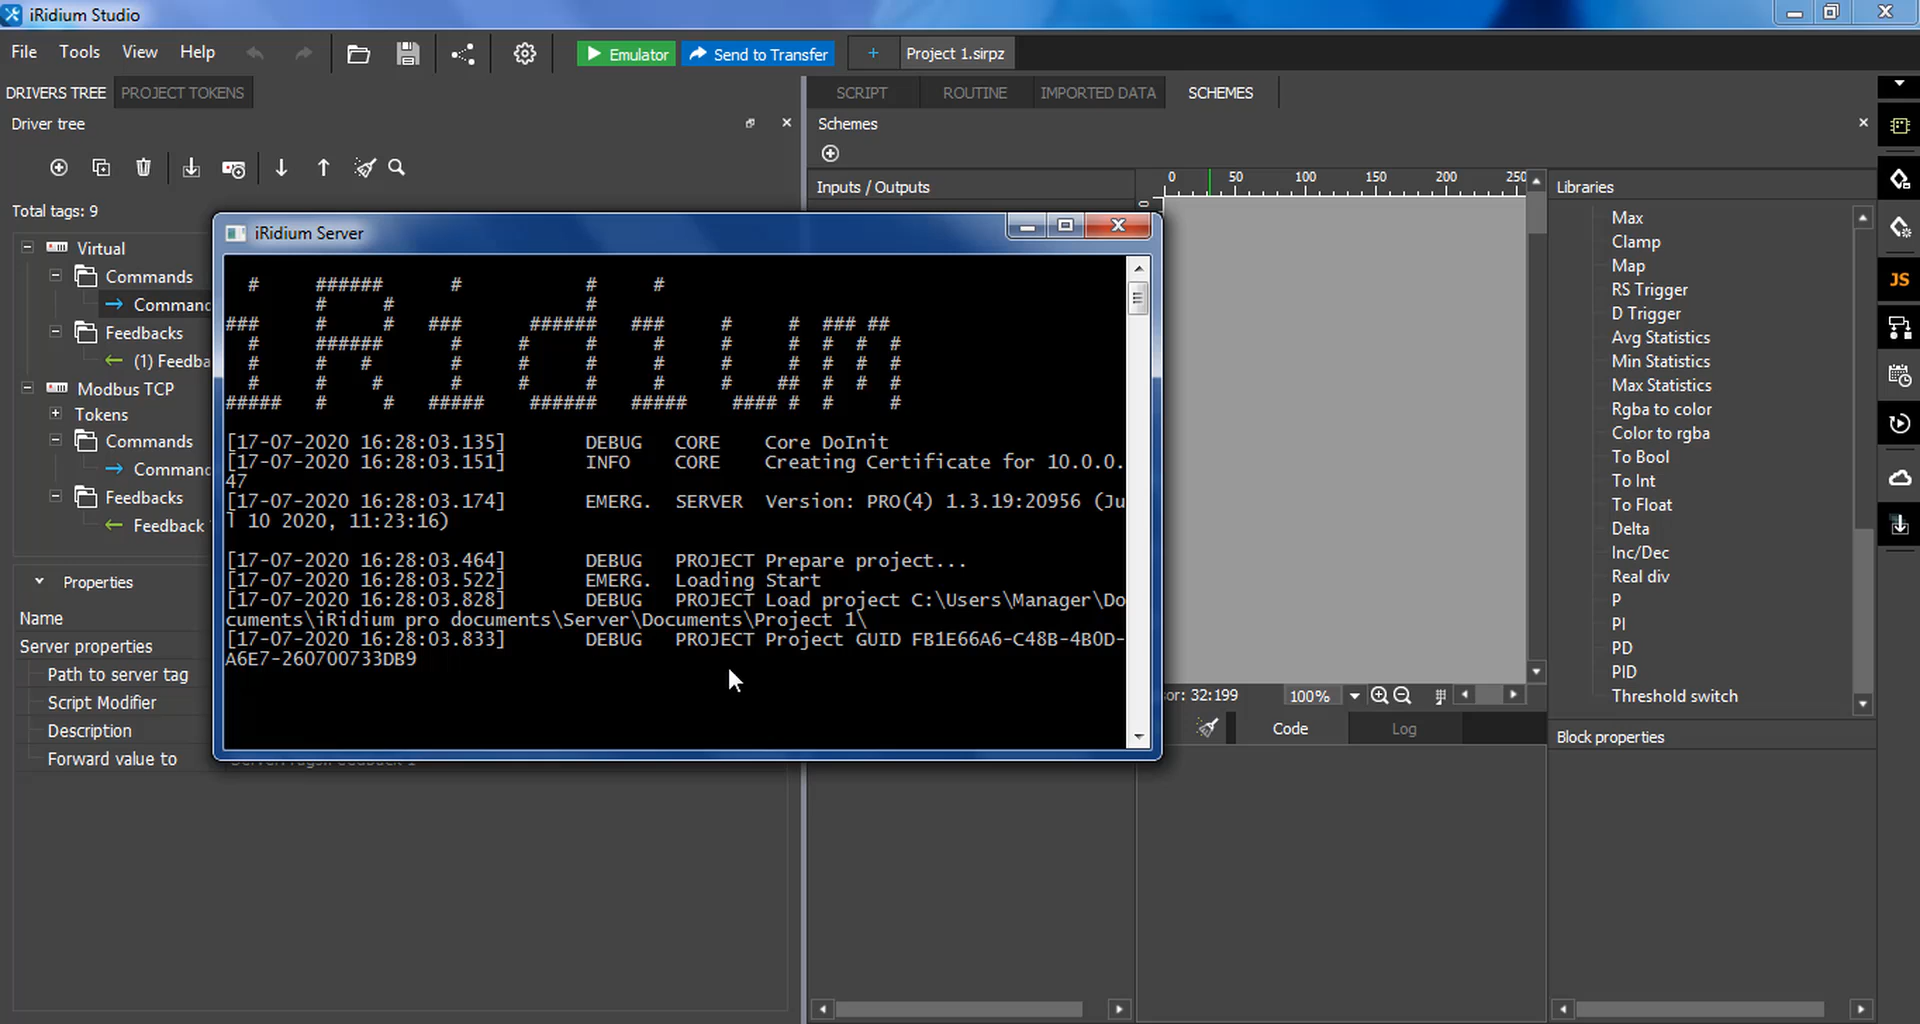 iRidium Studio
File Tools View Help Emulator Send to Transfer + Project 1.sirpz
DRIVERS TREE PROJECT TOKENS
SCRIPT ROUTINE IMPORTED DATA SCHEMES
Driver tree
Schemes
Total tags: 9
Virtual
Commands
Comman
Feedbacks
(1) Feedba
Modbus TCP
Tokens
Commands
Comman
Feedbacks
Feedback
Properties
Name
Server properties
Path to server tag
Script Modifier
Description
Forward value to
iRidium Server
[17-07-2020 16:28:03.135] DEBUG CORE Core DoInit
[17-07-2020 16:28:03.151] INFO CORE Creating Certificate for 10.0.0.
47
[17-07-2020 16:28:03.174] EMERG. SERVER Version: PRO(4) 1.3.19:20956 (Ju
l 10 2020, 11:23:16)
[17-07-2020 16:28:03.464] DEBUG PROJECT Prepare project...
[17-07-2020 16:28:03.522] EMERG. Loading Start
[17-07-2020 16:28:03.828] DEBUG PROJECT Load project C:\Users\Manager\Do
cuments\iRidium pro documents\Server\Documents\Project 1\
[17-07-2020 16:28:03.833] DEBUG PROJECT Project GUID FB1E66A6-C48B-4B0D-
A6E7-260700733DB9
Inputs / Outputs
0 50 100 150 200 250
0
sor: 32:199 100%
Code Log
Libraries
Max
Clamp
Map
RS Trigger
D Trigger
Avg Statistics
Min Statistics
Max Statistics
Rgba to color
Color to rgba
To Bool
To Int
To Float
Delta
Inc/Dec
Real div
P
PI
PD
PID
Threshold switch
Block properties
JS